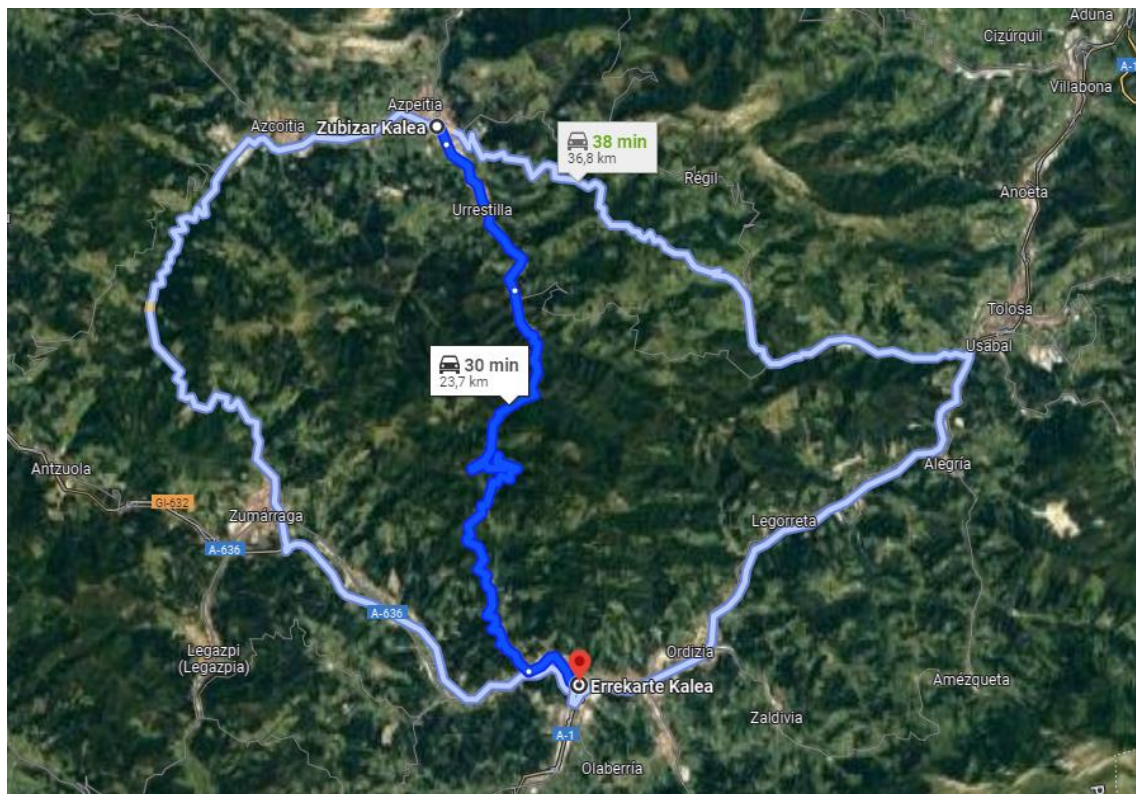 Aduna
Cizúrquil
A-1
Villabona
Azpeitia
Azcoitia
Zubizar Kalea
38 min
36,8 km
Régil
Anoeta
Urrestilla
Tolosa
Usabal
30 min
23,7 km
Antzuola
Alegría
GI-632
Zumárraga
Legorreta
A-636
A-636
Legazpi
(Legazpia)
Ordizia
Errekarte Kalea
Amézqueta
Zaldivia
A-1
Olaberría